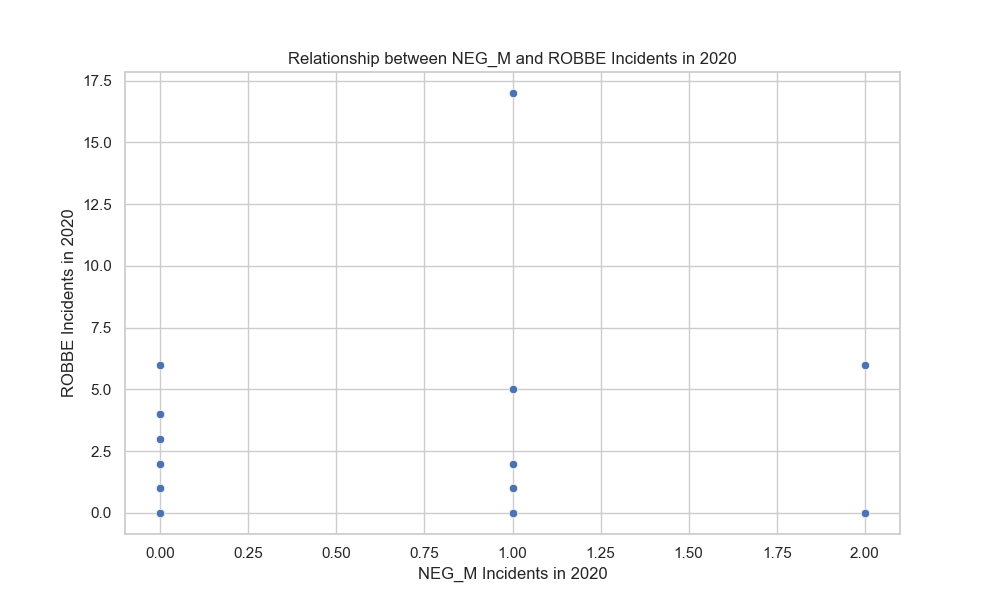 Relationship between NEG_M and ROBBE Incidents in 2020
17.5
15.0
12.5
10.0
7.5
5.0
2.5
0.0
ROBBE Incidents in 2020
0.00 0.25 0.50 0.75 1.00 1.25 1.50 1.75 2.00
NEG_M Incidents in 2020